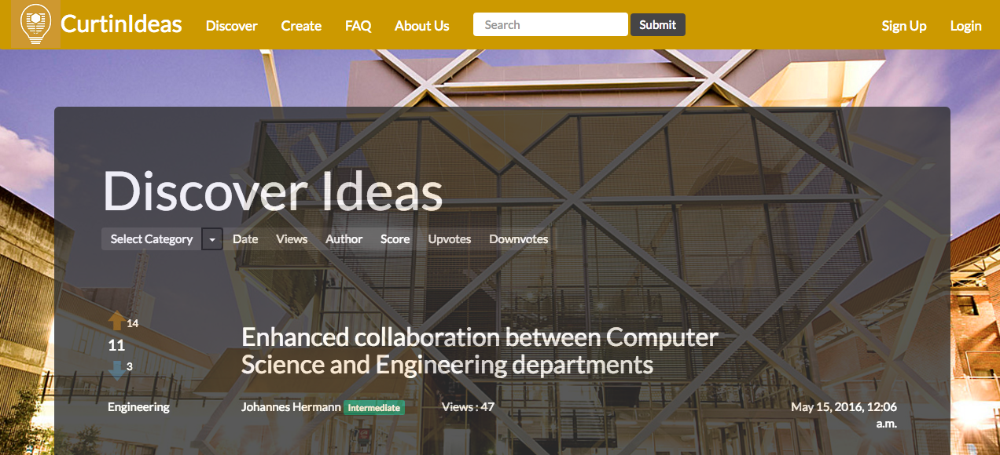 CurtinIdeas Discover Create FAQ About Us Search Submit Sign Up Login
Discover Ideas
Select Category Date Views Author Score Upvotes Downvotes
14
11
3
Enhanced collaboration between Computer
Science and Engineering departments
Engineering Johannes Hermann Intermediate Views : 47 May 15, 2016, 12:06
a.m.